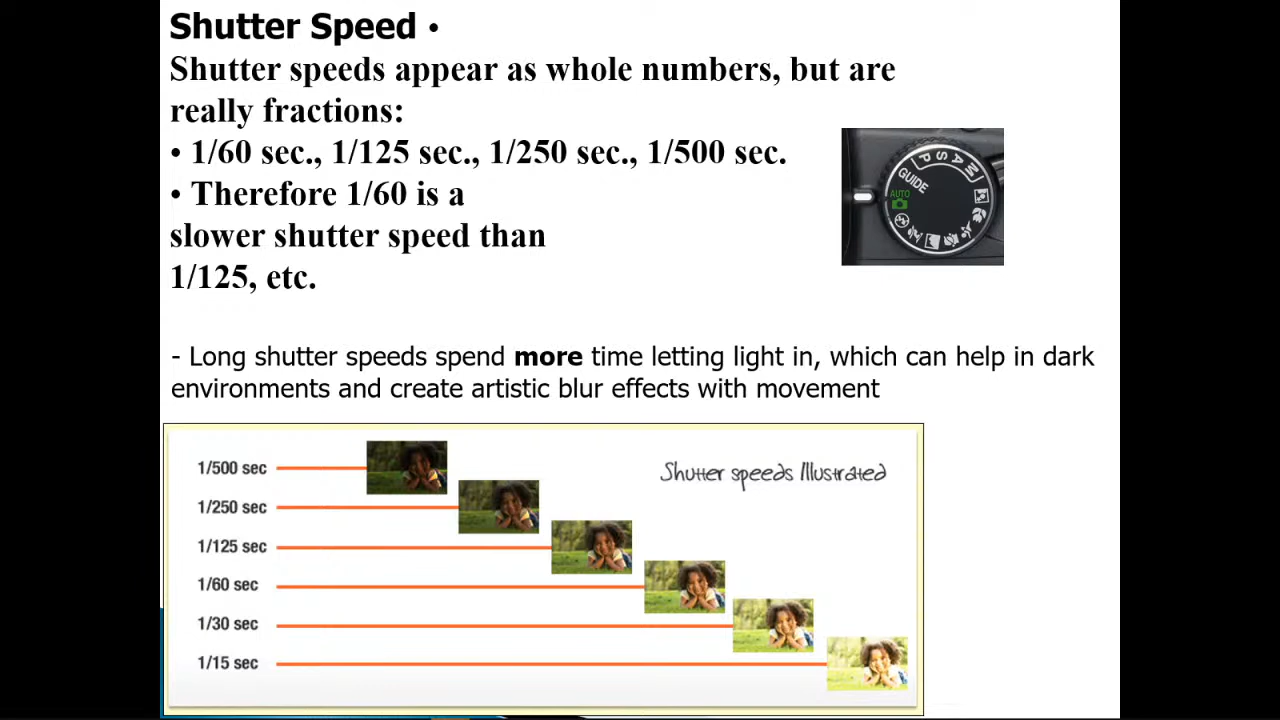 Shutter Speed •
Shutter speeds appear as whole numbers, but are
really fractions:
• 1/60 sec., 1/125 sec., 1/250 sec., 1/500 sec.
• Therefore 1/60 is a
slower shutter speed than
1/125, etc.
M
A
S
P
GUIDE
AUTO
- Long shutter speeds spend more time letting light in, which can help in dark
environments and create artistic blur effects with movement
Shutter speeds Illustrated
1/500 sec
1/250 sec
1/125 sec
1/60 sec
1/30 sec
1/15 sec